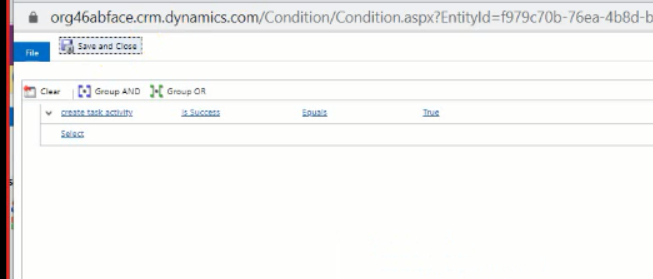 org46abface.crm.dynamics.com/Condition/Condition.aspx?EntityId=f979c70b-76ea-4b8d-b
File Save and Close
Clear Group AND Group OR
create task activity Is Success Equals True
Select